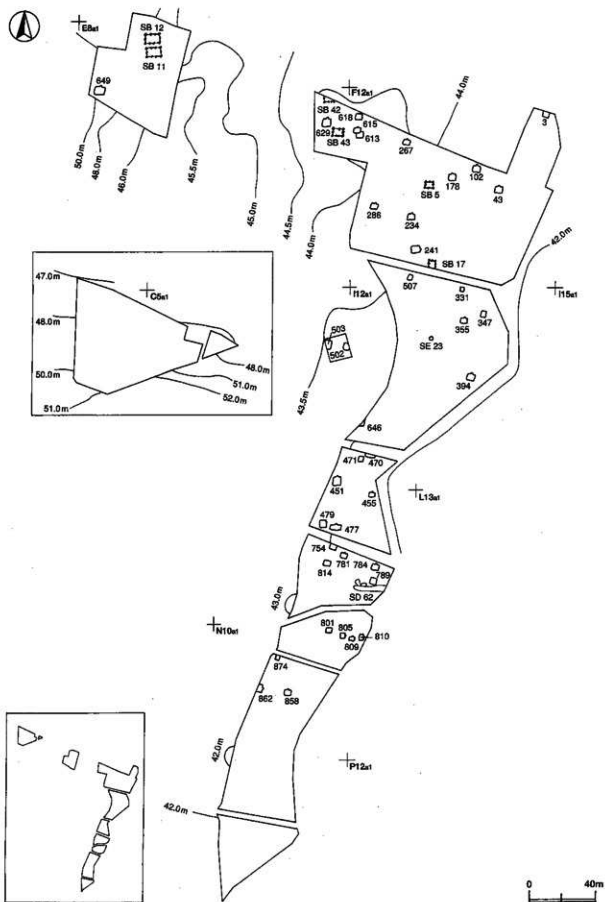 E8a1
SB 12
SB 11
649
50.0m
48.0m
46.0m
45.5m
45.0m
44.5m
44.0m
F12a1
44.0m
SB 42
618
615
629
SB 43
613
267
3
102
178
43
SB 5
286
234
241
SB 17
42.0m
47.0m
C5a1
48.0m
50.0m
51.0m
48.0m
51.0m
52.0m
I12a1
I15a1
507
331
355
347
SE 23
503
502
43.5m
394
646
471
470
451
455
L13a1
479
477
754
781
784
814
789
SD 62
43.0m
N10a1
801
805
809
810
874
862
858
42.0m
P12a1
42.0m
0 40m